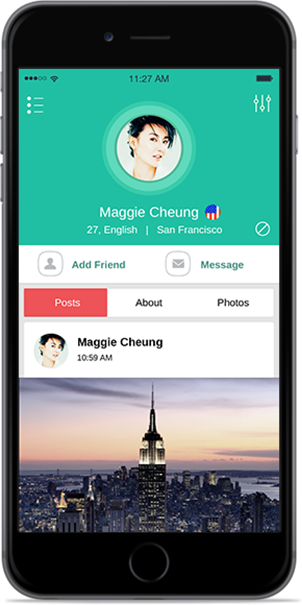 11:27 AM
Maggie Cheung
27, English | San Francisco
Add Friend
Message
Posts
About
Photos
Maggie Cheung
10:59 AM